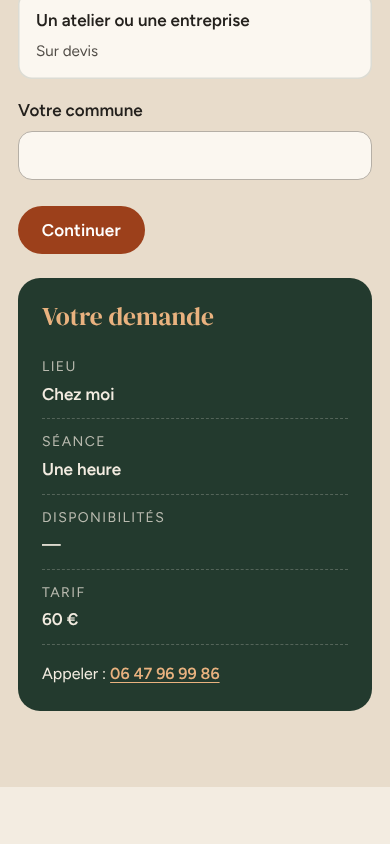 Un atelier ou une entreprise
Sur devis
Votre commune
Continuer
Votre demande
LIEU
Chez moi
SÉANCE
Une heure
DISPONIBILITÉS
—
TARIF
60 €
Appeler : 06 47 96 99 86